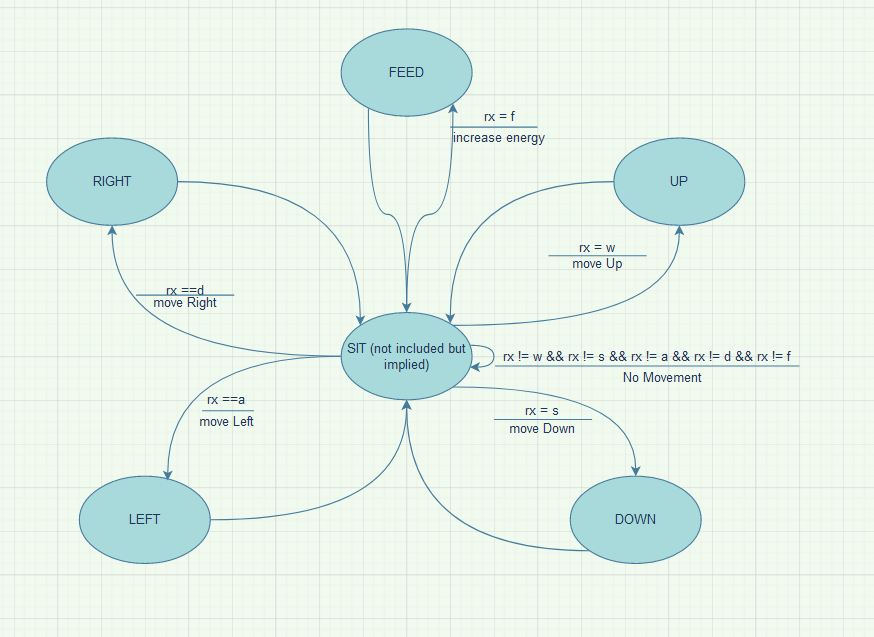 FEED
rx = f
increase energy
RIGHT
UP
rx = w
move Up
rx ==d
move Right
SIT (not included but
implied)
rx != w && rx != s && rx != a && rx != d && rx != f
No Movement
rx ==a
move Left
rx = s
move Down
LEFT
DOWN